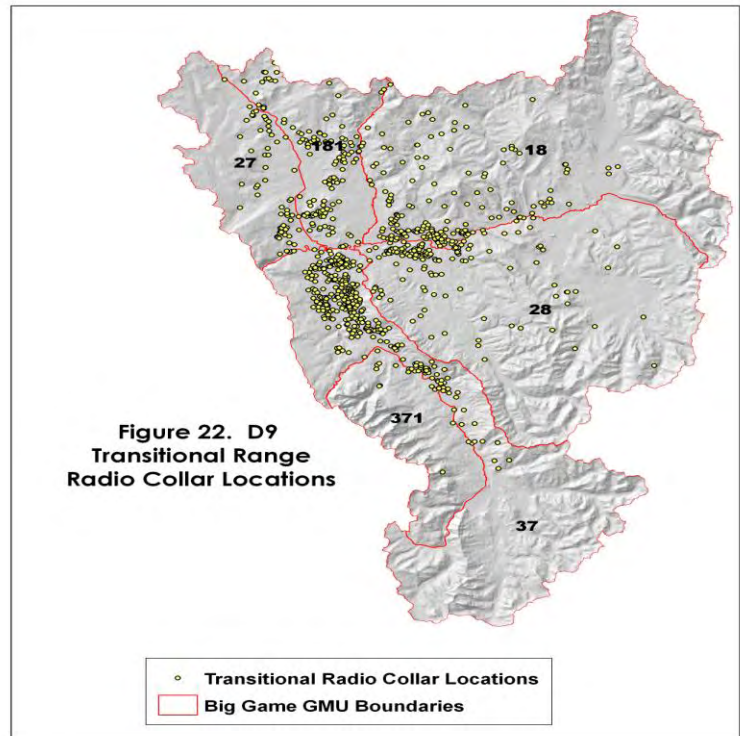 27
181
18
28
371
37
Figure 22. D9
Transitional Range
Radio Collar Locations
Transitional Radio Collar Locations
Big Game GMU Boundaries